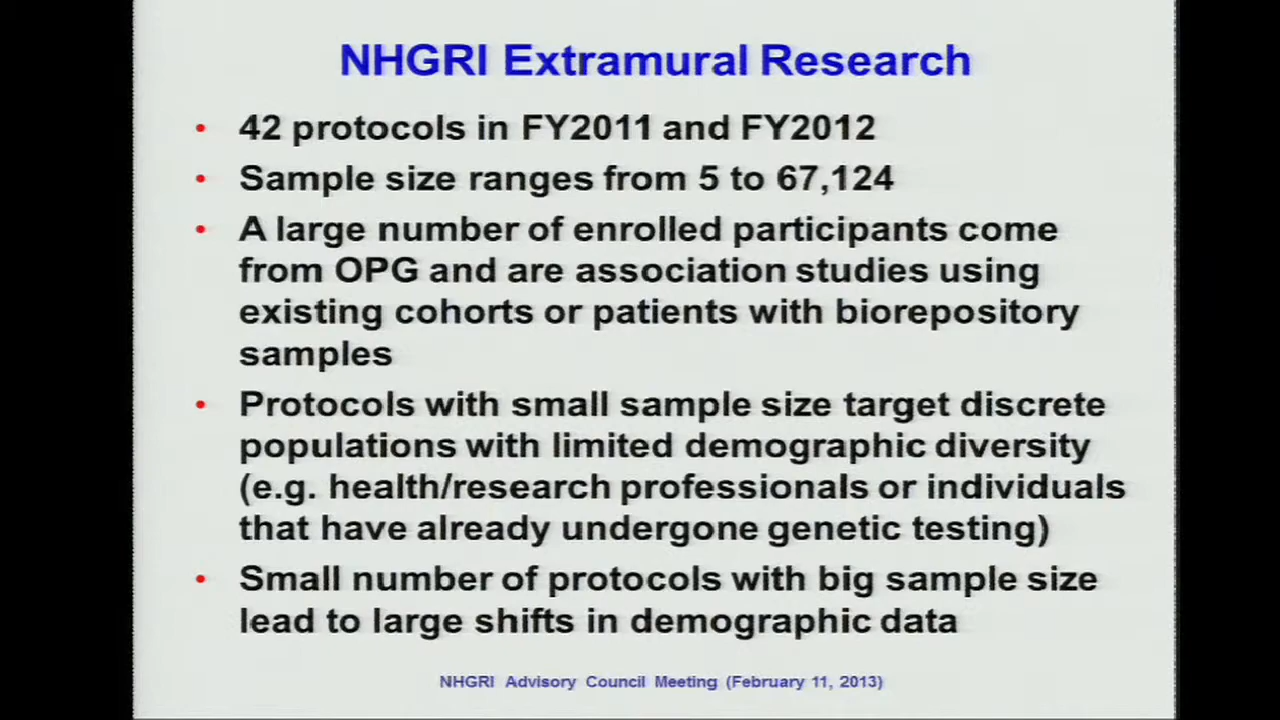 NHGRI Extramural Research
• 42 protocols in FY2011 and FY2012
• Sample size ranges from 5 to 67,124
• A large number of enrolled participants come
from OPG and are association studies using
existing cohorts or patients with biorepository
samples
• Protocols with small sample size target discrete
populations with limited demographic diversity
(e.g. health/research professionals or individuals
that have already undergone genetic testing)
• Small number of protocols with big sample size
lead to large shifts in demographic data
NHGRI Advisory Council Meeting (February 11, 2013)